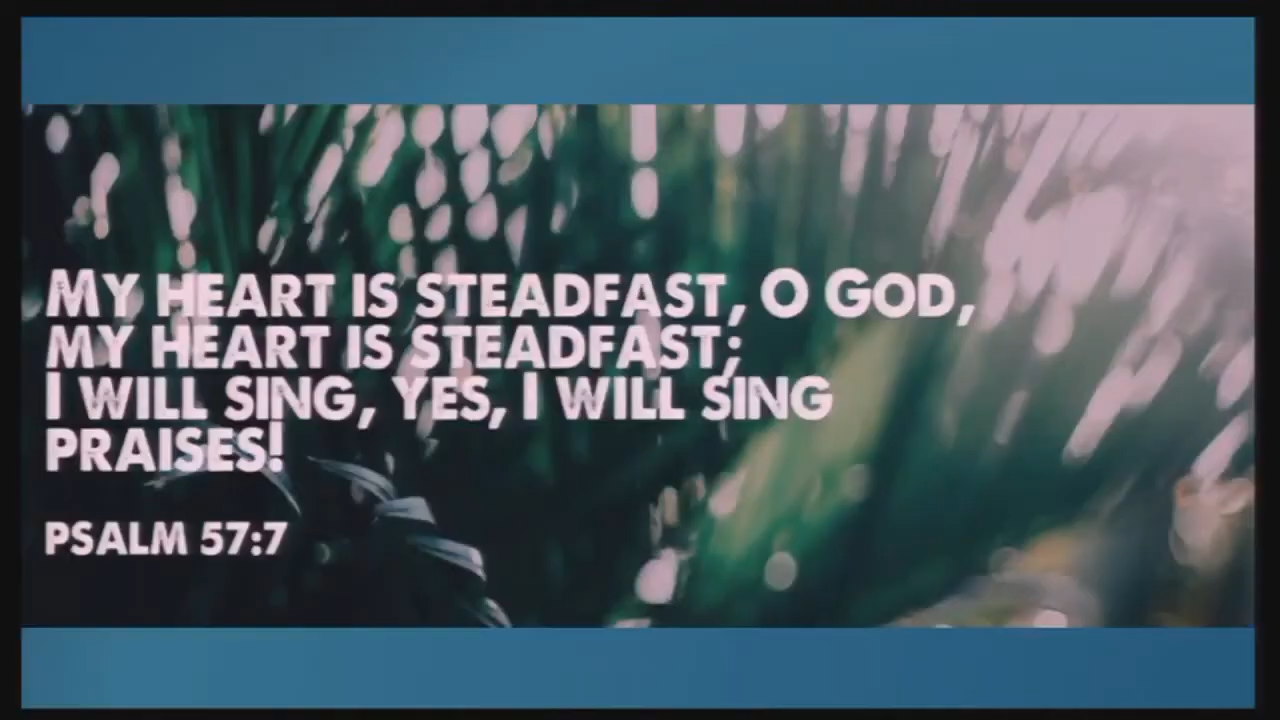 My heart is steadfast, O God,
my heart is steadfast;
I will sing, yes, I will sing
praises!
Psalm 57:7